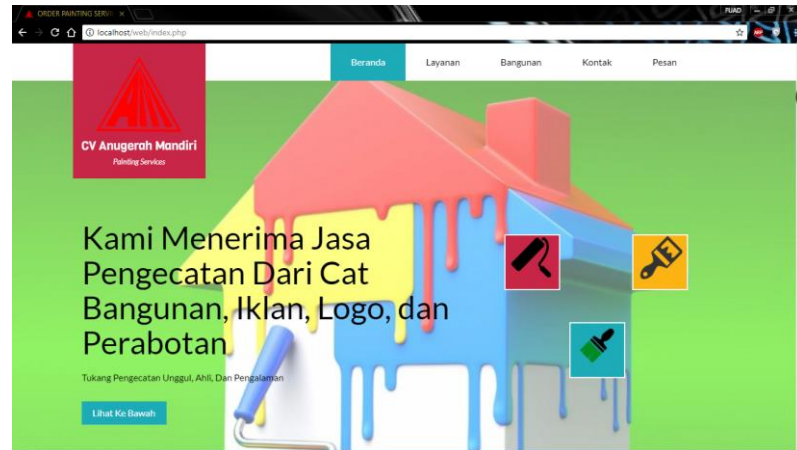 ORDER PAINTING SERVI
FUAD
localhost/web/index.php
Beranda Layanan Bangunan Kontak Pesan
CV Anugerah Mandiri
Painting Services
Kami Menerima Jasa
Pengecatan Dari Cat
Bangunan, Iklan, Logo, dan
Perabotan
Tukang Pengecatan Unggul, Ahli, Dan Pengalaman
Lihat Ke Bawah